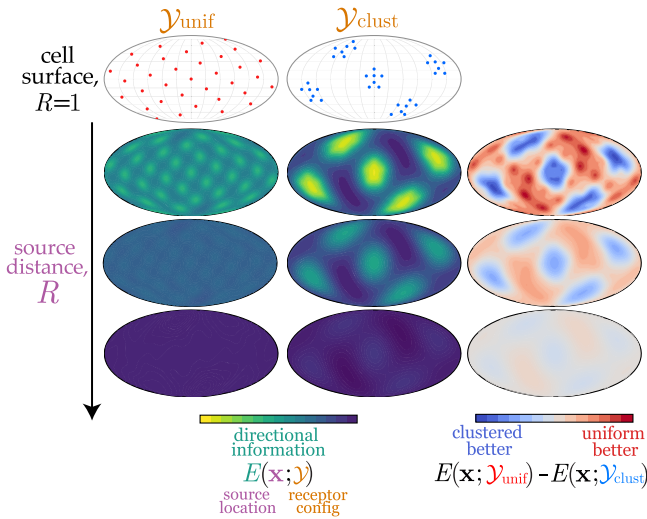 𝒴unif 𝒴clust
cell
surface,
R=1
source
distance,
R
directional
information
E(x;𝒴)
source
location
receptor
config
clustered
better
uniform
better
E(x; 𝒴unif) – E(x; 𝒴clust)